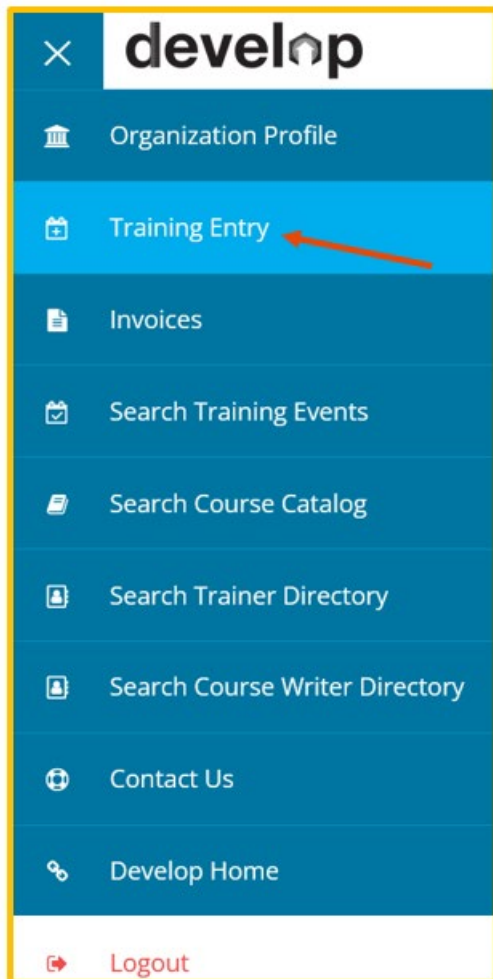 develop
Organization Profile
Training Entry
Invoices
Search Training Events
Search Course Catalog
Search Trainer Directory
Search Course Writer Directory
Contact Us
Develop Home
Logout